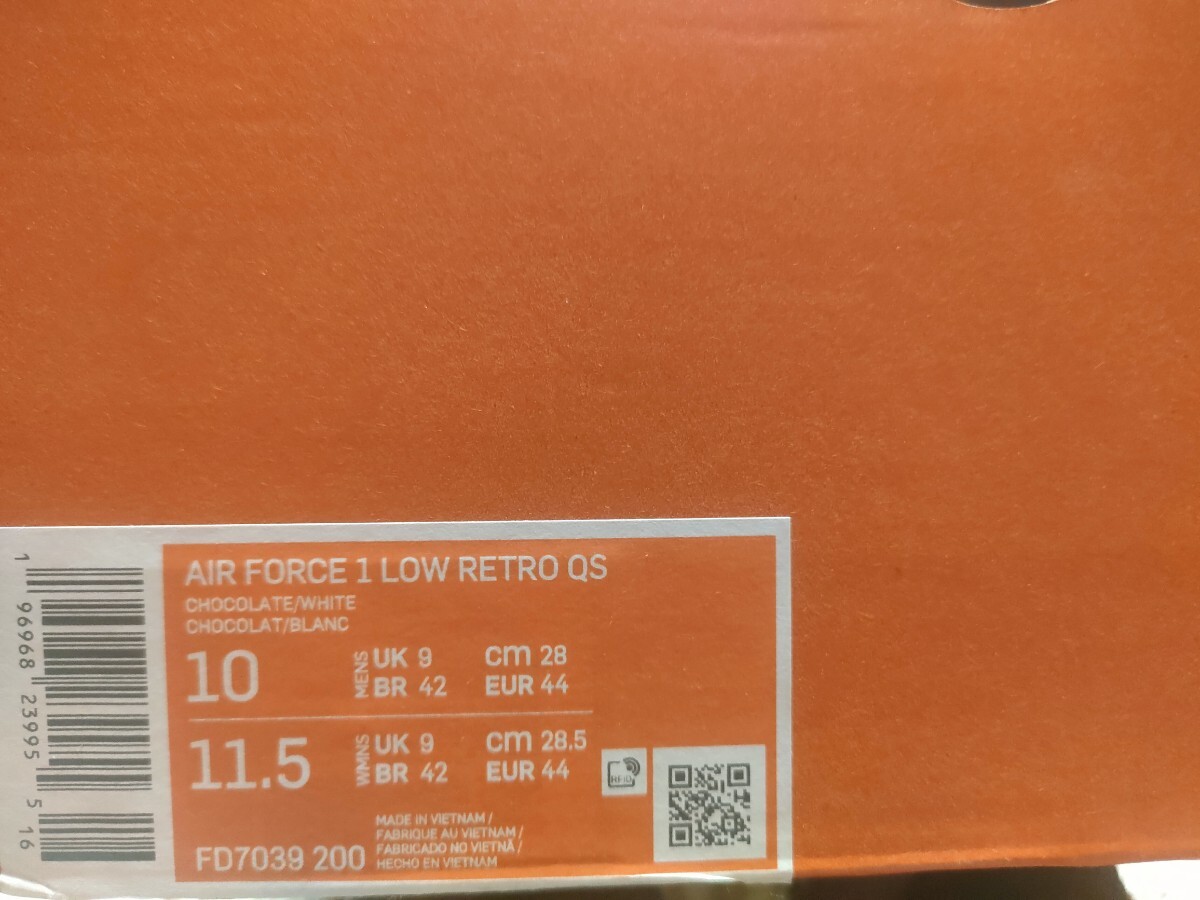 AIR FORCE 1 LOW RETRO QS
CHOCOLATE/WHITE
CHOCOLAT/BLANC
10 MENS UK 9 cm 28
BR 42 EUR 44
11.5 WMNS UK 9 cm 28.5
BR 42 EUR 44
RFID
MADE IN VIETNAM /
FABRIQUE AU VIETNAM /
FABRICADO NO VIETNÃ /
HECHO EN VIETNAM
FD7039 200
1 96968 23995 5 16